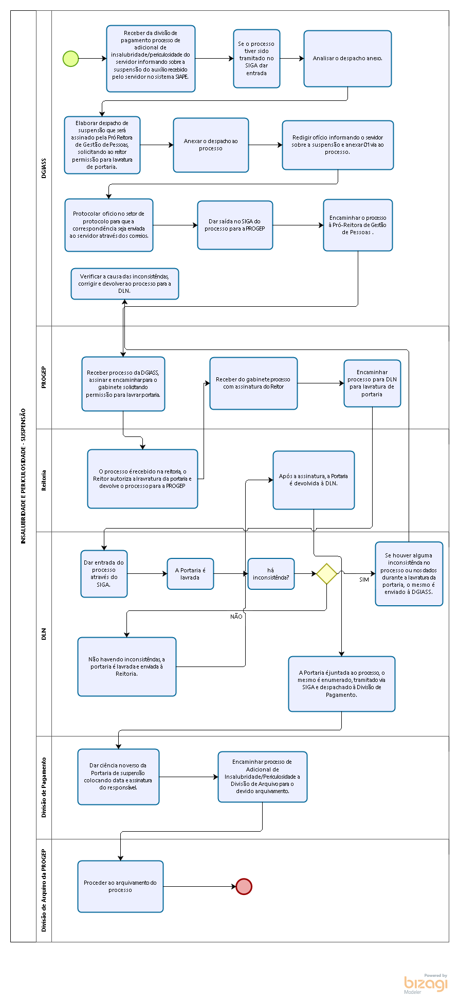 INSALUBRIDADE E PERICULOSIDADE - SUSPENSÃO
DGIASS
Receber da divisão de
pagamento processo de
adicional de
insalubridade/periculosidade do
servidor informando sobre a
suspensão do auxílio recebido
pelo servidor no sistema SIAPE.
Se o processo
tiver sido
tramitado no
SIGA dar
entrada
Analisar o despacho anexo.
Elaborar despacho de
suspensão que será
assinado pela Pró Reitora
de Gestão de Pessoas,
solicitando ao reitor
permissão para lavratura
de portaria.
Anexar o despacho ao
processo
Redigir ofício informando o servidor
sobre a suspensão e anexar 01 via ao
processo.
Protocolar oficio no setor de
protocolo para que a
correspondência seja enviada
ao servidor através dos correios.
Dar saída no SIGA do
processo para a PROGEP
Encaminhar o processo
à Pró-Reitora de Gestão
de Pessoas .
Verificar a causa das inconsistências,
corrigir e devolver ao processo para a
DLN.
PROGEP
Receber processo da DGIASS,
assinar e encaminhar para o
gabinete solicitando
permissão para lavrar portaria.
Receber do gabinete processo
com assinatura do Reitor
Encaminhar
processo para DLN
para lavratura de
portaria
Reitoria
O processo é recebido na reitoria, o
Reitor autoriza a lravratura da portaria e
devolve o processo para a PROGEP
Após a assinatura, a Portaria
é devolvida à DLN.
DLN
Dar entrada do
processo
através do
SIGA.
A Portaria é
lavrada
há
inconsistência?
SIM
Se houver alguma
inconsistência no
processo ou nos dados
durante a lavratura da
portaria, o mesmo é
enviado à DGIASS.
NÃO
Não havendo inconsistências, a
portaria é lavrada e enviada à
Reitoria.
A Portaria é juntada ao processo, o
mesmo é enumerado, tramitado via
SIGA e despachado à Divisão de
Pagamento.
Divisão de Pagamento
Dar ciência no verso da
Portaria de suspensão
colocando data e assinatura
do responsável.
Encaminhar processo de
Adicional de
Insalubridade/Periculosidade a
Divisão de Arquivo para o
devido arquivamento.
Divisão de Arquivo da PROGEP
Proceder ao arquivamento do
processo
Powered by
bizagi
Modeler